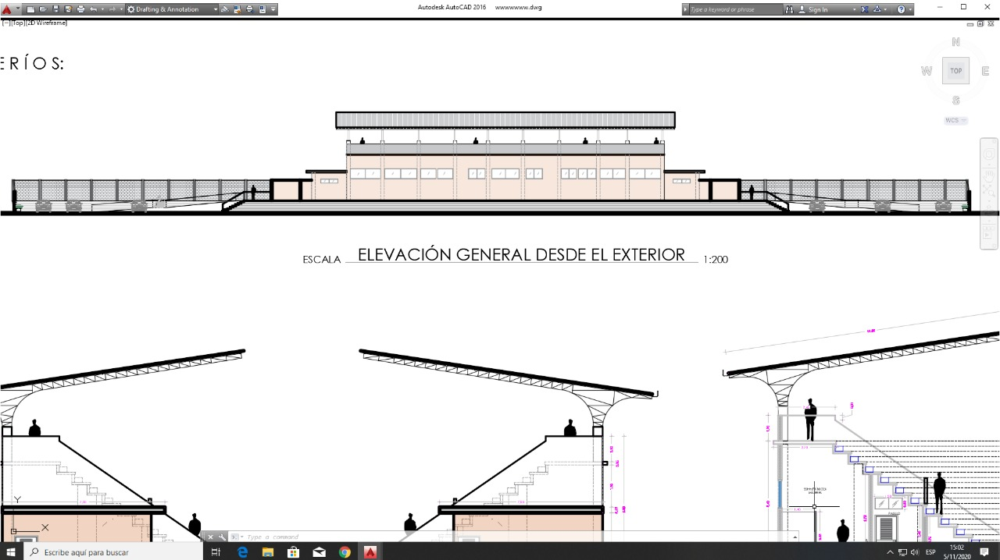 Drafting & Annotation
Autodesk AutoCAD 2016 wwwwwww.dwg
Type a keyword or phrase
Sign In
[−][Top][2D Wireframe]
E R Í O S:
N
W TOP E
S
WCS
ESCALA ELEVACIÓN GENERAL DESDE EL EXTERIOR 1:200
Y
X
PALCO
Type a command
Escribe aquí para buscar
ESP
15:02
5/11/2020